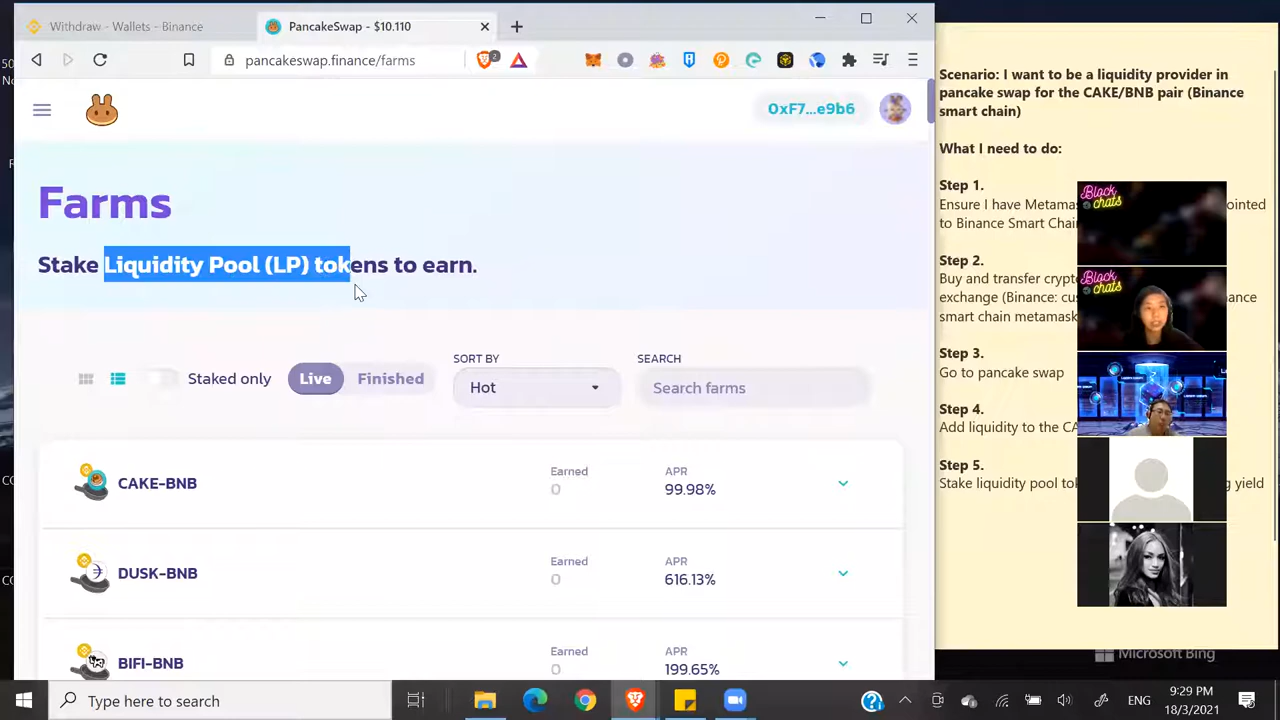 Withdraw - Wallets - Binance
PancakeSwap - $10.110
pancakeswap.finance/farms
2
0xF7...e9b6
Farms
Stake Liquidity Pool (LP) tokens to earn.
Staked only
Live
Finished
SORT BY
Hot
SEARCH
Search farms
CAKE-BNB
Earned
0
APR
99.98%
DUSK-BNB
Earned
0
APR
616.13%
BIFI-BNB
Earned
0
APR
199.65%
Scenario: I want to be a liquidity provider in
pancake swap for the CAKE/BNB pair (Binance
smart chain)
What I need to do:
Step 1.
Ensure I have Metamas
to Binance Smart Chai
Step 2.
Buy and transfer crypt
exchange (Binance: cu
smart chain metamask
Step 3.
Go to pancake swap
Step 4.
Add liquidity to the CA
Step 5.
Stake liquidity pool to
yield
Block
chats
Block
chats
Microsoft Bing
Type here to search
ENG
9:29 PM
18/3/2021